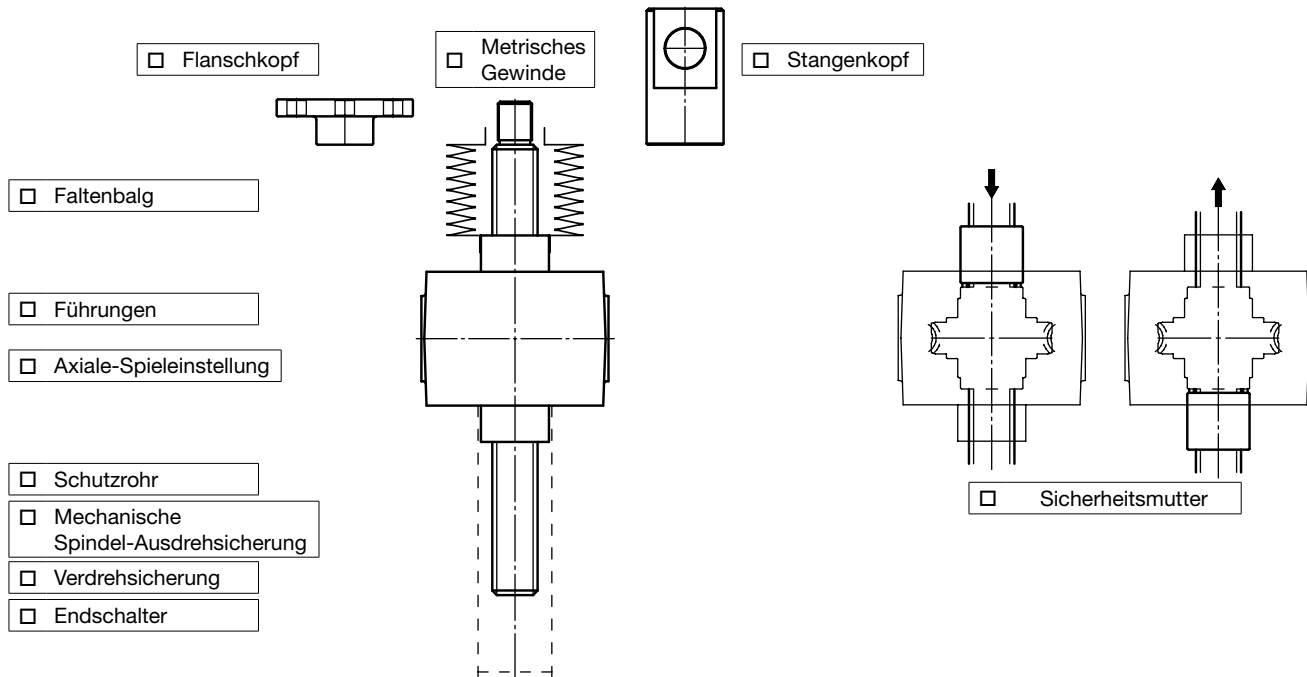 Flanschkopf
Metrisches
Gewinde
Stangenkopf
Faltenbalg
Führungen
Axiale-Spieleinstellung
Schutzrohr
Mechanische
Spindel-Ausdrehsicherung
Verdrehsicherung
Endschalter
Sicherheitsmutter